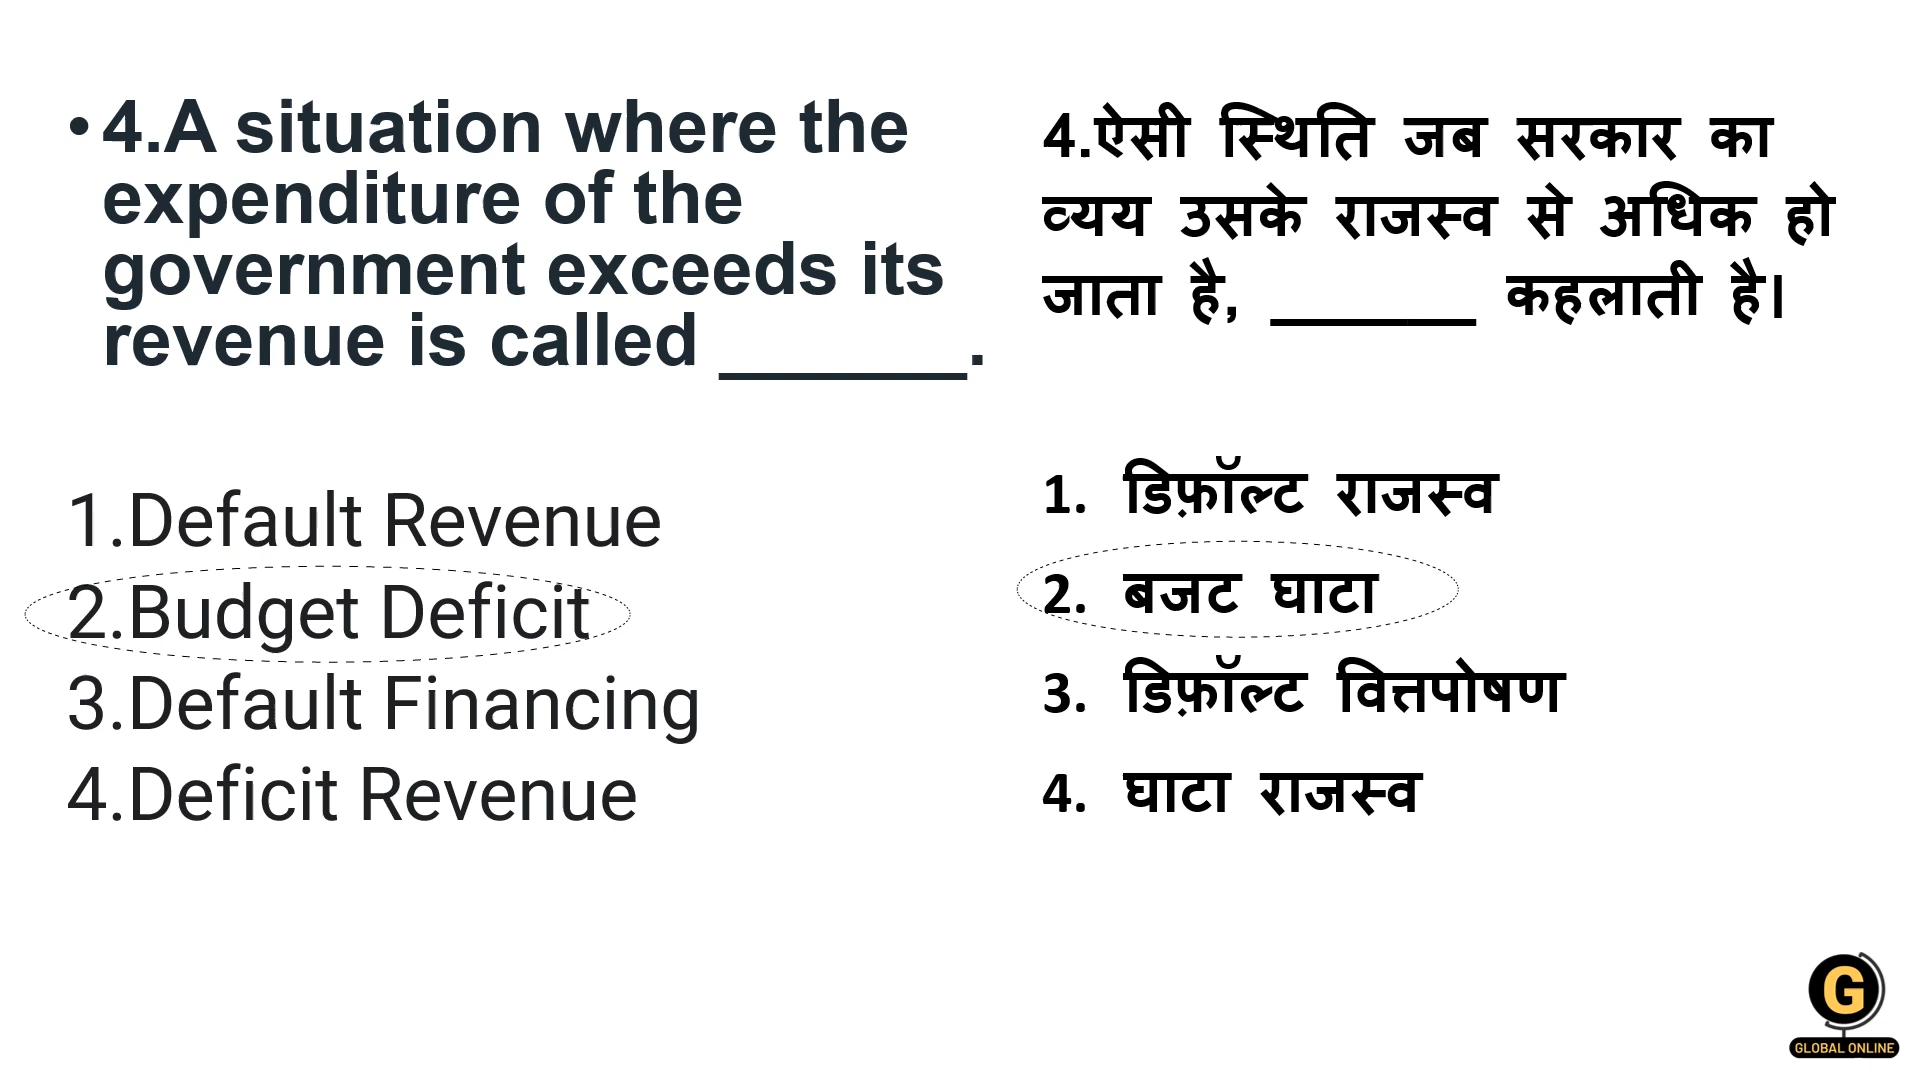 • 4.A situation where the
expenditure of the
government exceeds its
revenue is called ______.
1.Default Revenue
2.Budget Deficit
3.Default Financing
4.Deficit Revenue
4.ऐसी स्थिति जब सरकार का
व्यय उसके राजस्व से अधिक हो
जाता है, ______ कहलाती है।
1. डिफ़ॉल्ट राजस्व
2. बजट घाटा
3. डिफ़ॉल्ट वित्तपोषण
4. घाटा राजस्व
G
GLOBAL ONLINE